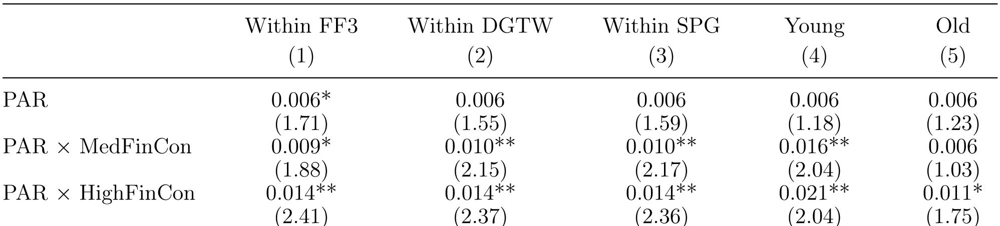 Within FF3 Within DGTW Within SPG Young Old
(1) (2) (3) (4) (5)
PAR 0.006* 0.006 0.006 0.006 0.006
(1.71) (1.55) (1.59) (1.18) (1.23)
PAR × MedFinCon 0.009* 0.010** 0.010** 0.016** 0.006
(1.88) (2.15) (2.17) (2.04) (1.03)
PAR × HighFinCon 0.014** 0.014** 0.014** 0.021** 0.011*
(2.41) (2.37) (2.36) (2.04) (1.75)